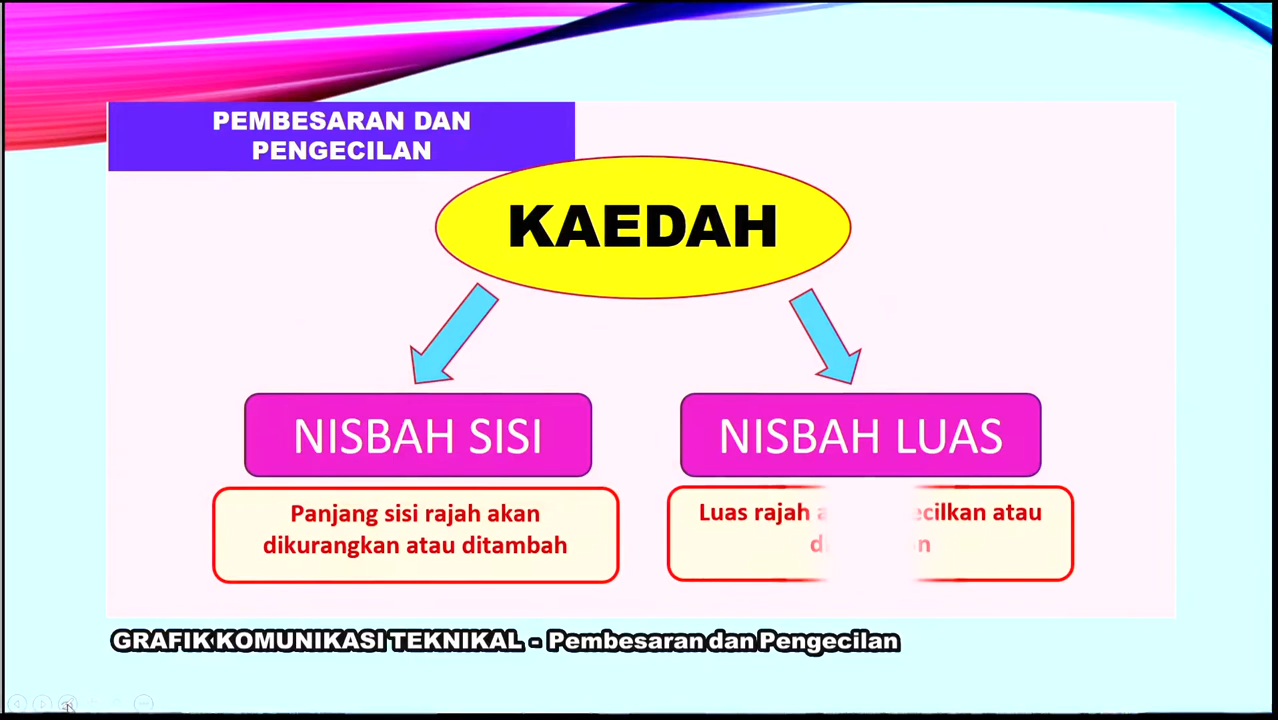 PEMBESARAN DAN
PENGECILAN
KAEDAH
NISBAH SISI
NISBAH LUAS
Panjang sisi rajah akan
dikurangkan atau ditambah
Luas rajah atau
GRAFIK KOMUNIKASI TEKNIKAL - Pembesaran dan Pengecilan